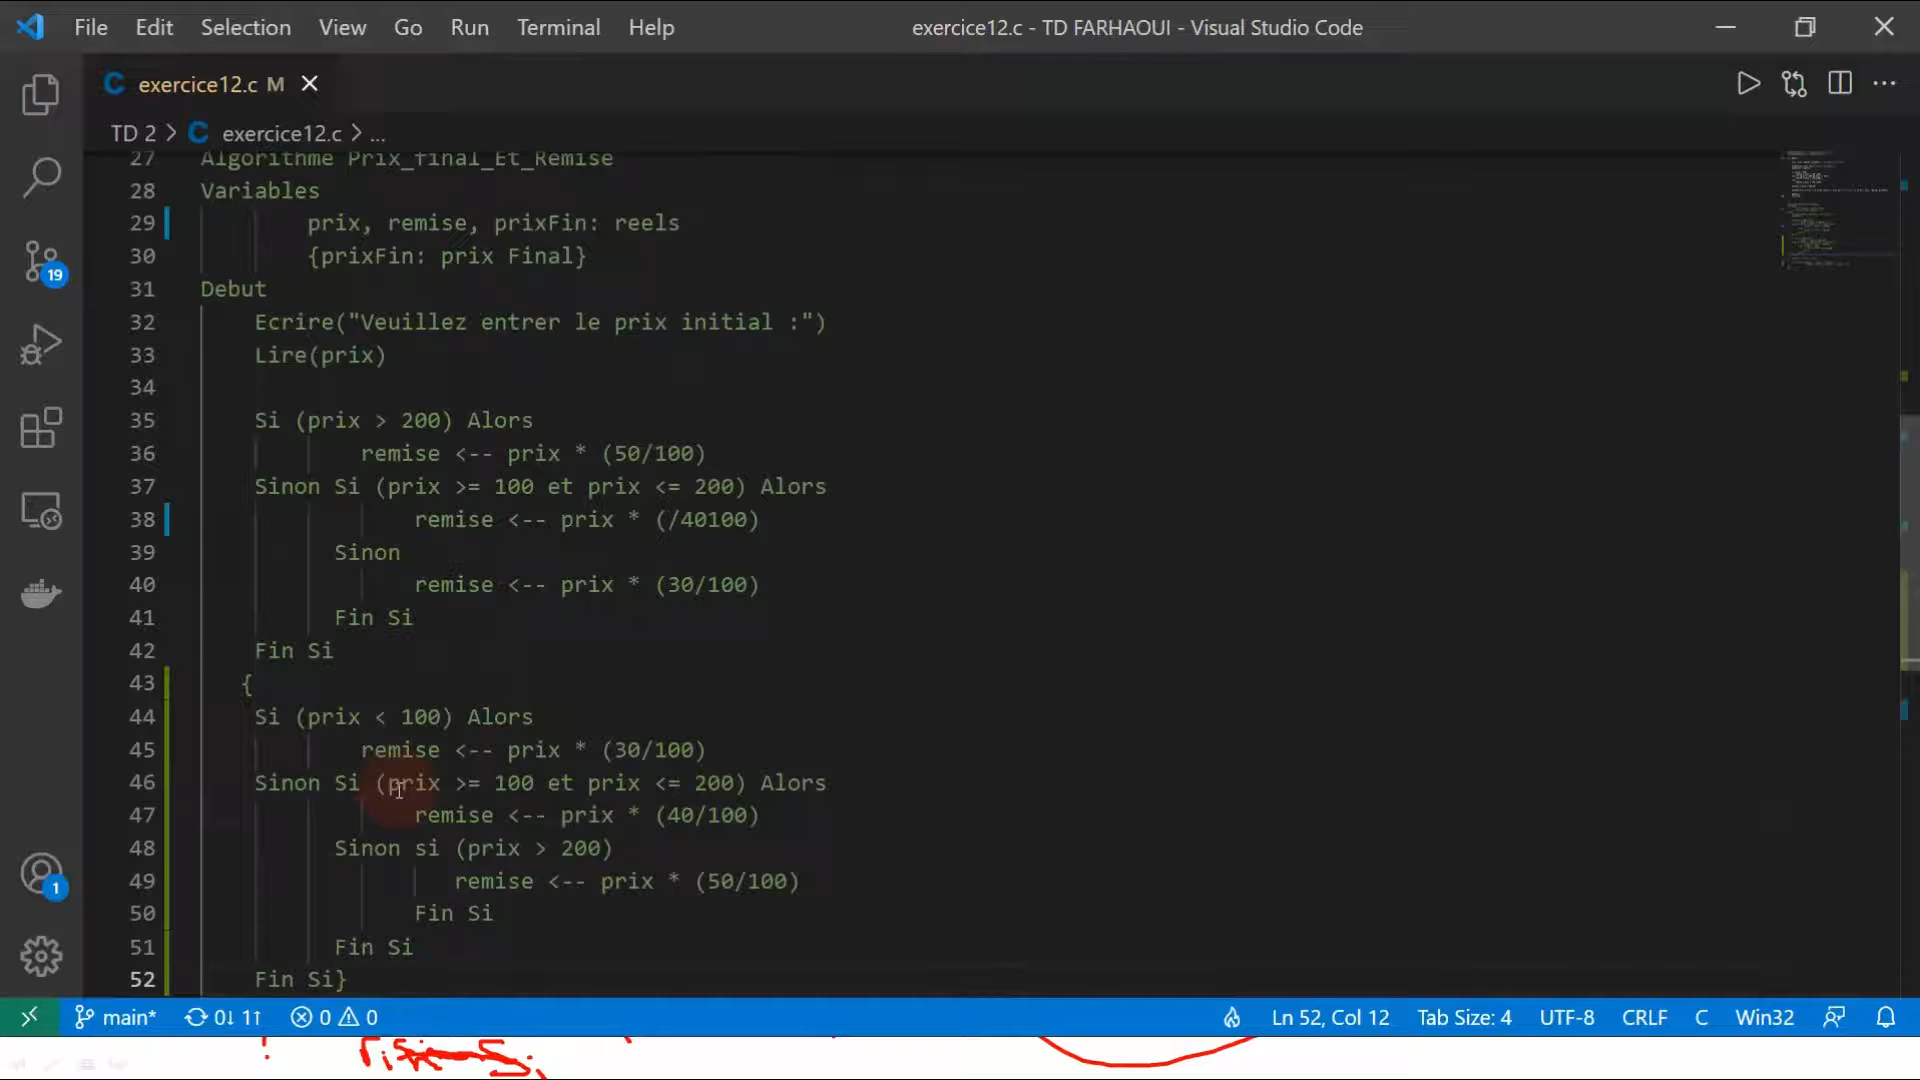 File Edit Selection View Go Run Terminal Help exercice12.c - TD FARHAOUI - Visual Studio Code
exercice12.c M
TD 2 > C exercice12.c > ...
27 Algorithme Prix_final_Et_Remise
28 Variables
29 prix, remise, prixFin: reels
30 {prixFin: prix Final}
31 Debut
32 Ecrire("Veuillez entrer le prix initial :")
33 Lire(prix)
34
35 Si (prix > 200) Alors
36 remise <-- prix * (50/100)
37 Sinon Si (prix >= 100 et prix <= 200) Alors
38 remise <-- prix * (/40100)
39 Sinon
40 remise <-- prix * (30/100)
41 Fin Si
42 Fin Si
43 {
44 Si (prix < 100) Alors
45 remise <-- prix * (30/100)
46 Sinon Si (prix >= 100 et prix <= 200) Alors
47 remise <-- prix * (40/100)
48 Sinon si (prix > 200)
49 remise <-- prix * (50/100)
50 Fin Si
51 Fin Si
52 Fin Si}
19
1
main* 0↓ 1↑ 0 0 Ln 52, Col 12 Tab Size: 4 UTF-8 CRLF C Win32